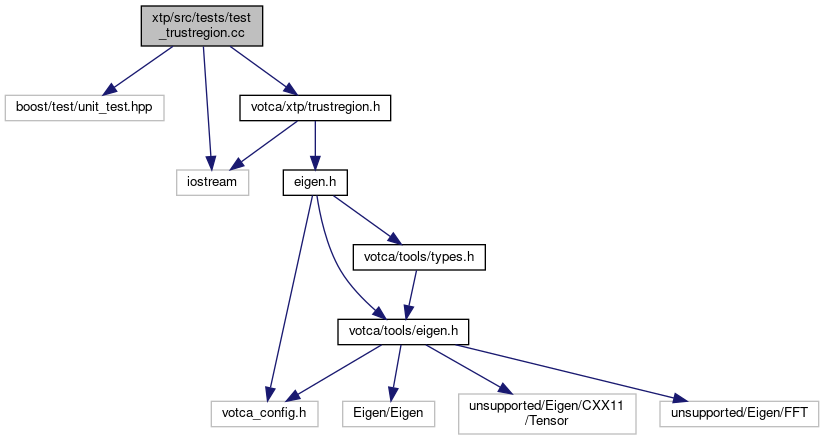 xtp/src/tests/test
_trustregion.cc
boost/test/unit_test.hpp
votca/xtp/trustregion.h
iostream
eigen.h
votca/tools/types.h
votca/tools/eigen.h
votca_config.h
Eigen/Eigen
unsupported/Eigen/CXX11
/Tensor
unsupported/Eigen/FFT